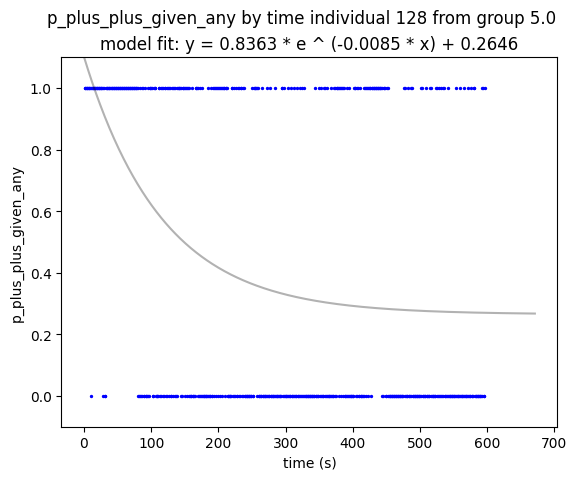 p_plus_plus_given_any by time individual 128 from group 5.0
model fit: y = 0.8363 * e ^ (-0.0085 * x) + 0.2646
1.0
0.8
0.6
0.4
0.2
0.0
p_plus_plus_given_any
0 100 200 300 400 500 600 700
time (s)